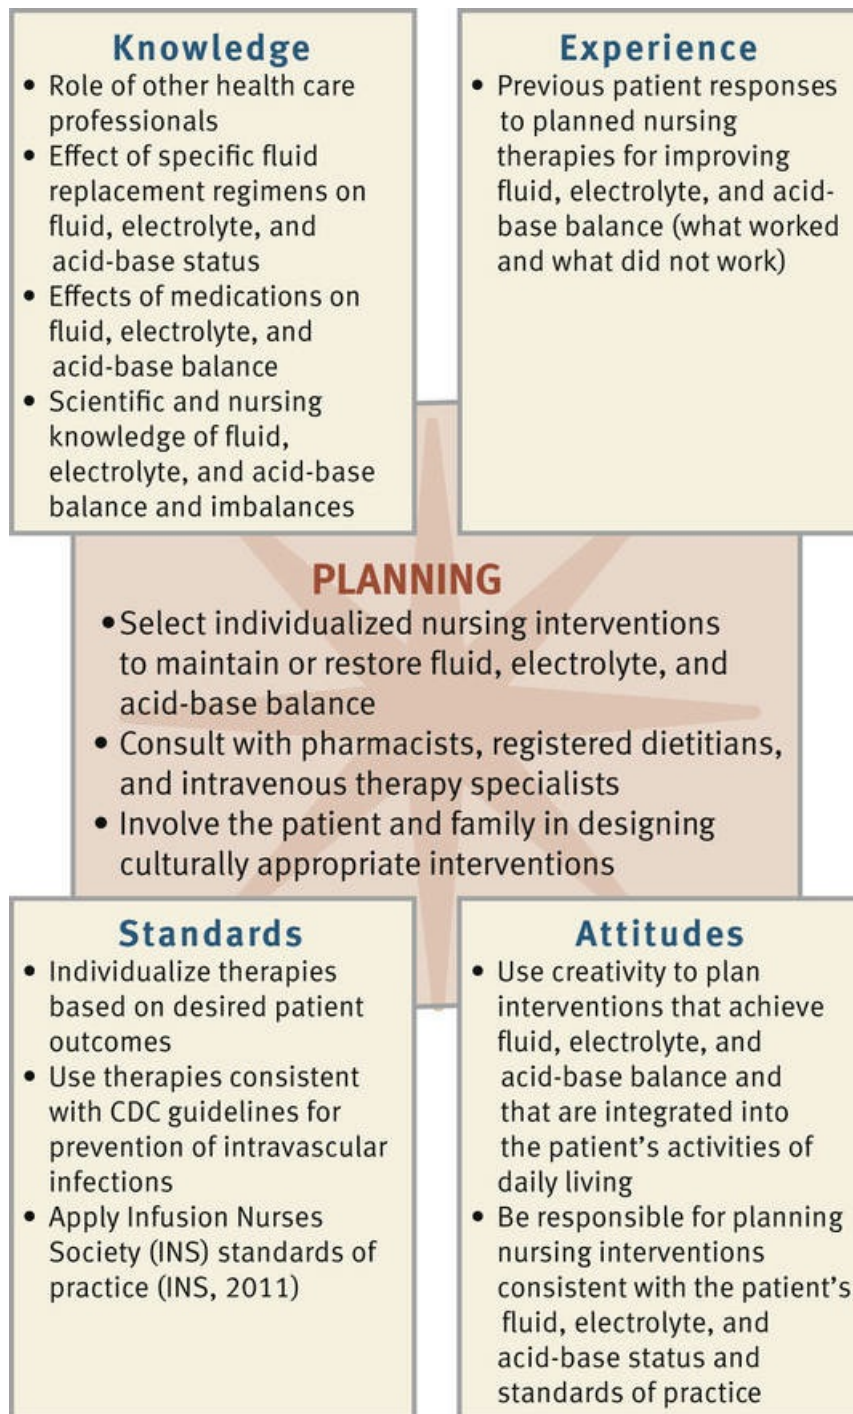 Knowledge
• Role of other health care
professionals
• Effect of specific fluid
replacement regimens on
fluid, electrolyte, and
acid-base status
• Effects of medications on
fluid, electrolyte, and
acid-base balance
• Scientific and nursing
knowledge of fluid,
electrolyte, and acid-base
balance and imbalances
Experience
• Previous patient responses
to planned nursing
therapies for improving
fluid, electrolyte, and acid-
base balance (what worked
and what did not work)
PLANNING
• Select individualized nursing interventions
to maintain or restore fluid, electrolyte, and
acid-base balance
• Consult with pharmacists, registered dietitians,
and intravenous therapy specialists
• Involve the patient and family in designing
culturally appropriate interventions
Standards
• Individualize therapies
based on desired patient
outcomes
• Use therapies consistent
with CDC guidelines for
prevention of intravascular
infections
• Apply Infusion Nurses
Society (INS) standards of
practice (INS, 2011)
Attitudes
• Use creativity to plan
interventions that achieve
fluid, electrolyte, and
acid-base balance and
that are integrated into
the patient's activities of
daily living
• Be responsible for planning
nursing interventions
consistent with the patient's
fluid, electrolyte, and
acid-base status and
standards of practice